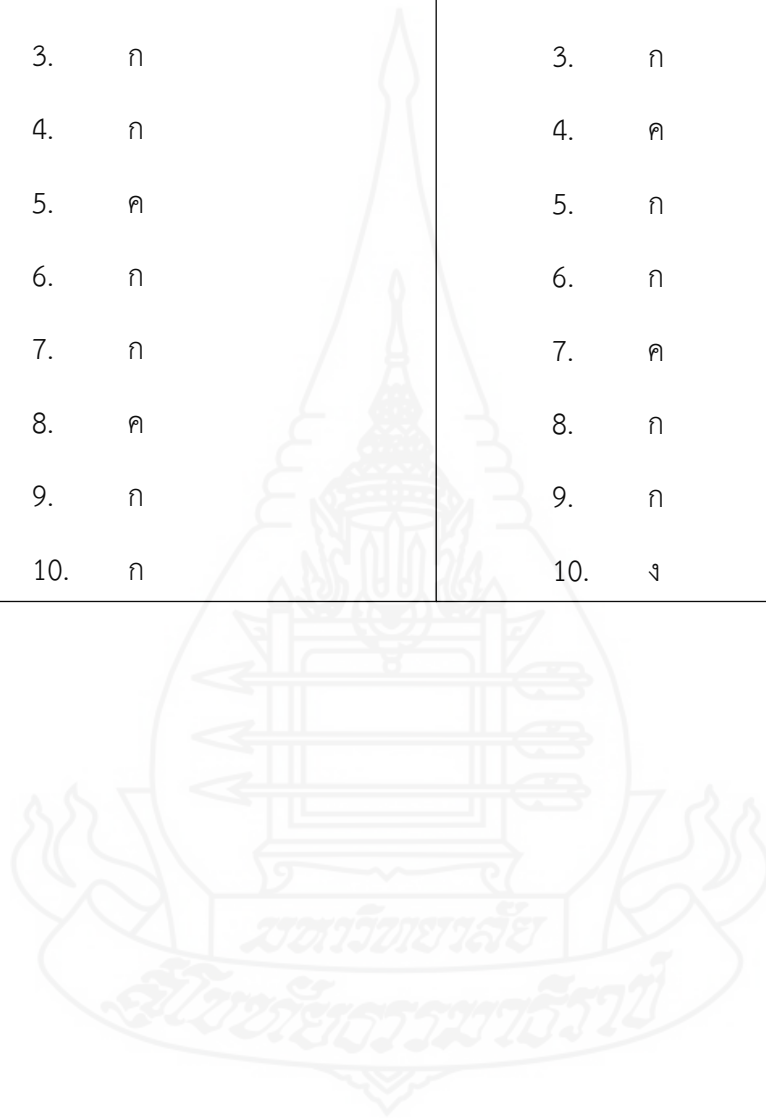 3. ก 3. ก
4. ก 4. ค
5. ค 5. ก
6. ก 6. ก
7. ก 7. ค
8. ค 8. ก
9. ก 9. ก
10. ก 10. ง
มหาวิทยาลัย
สุโขทัยธรรมาธิราช